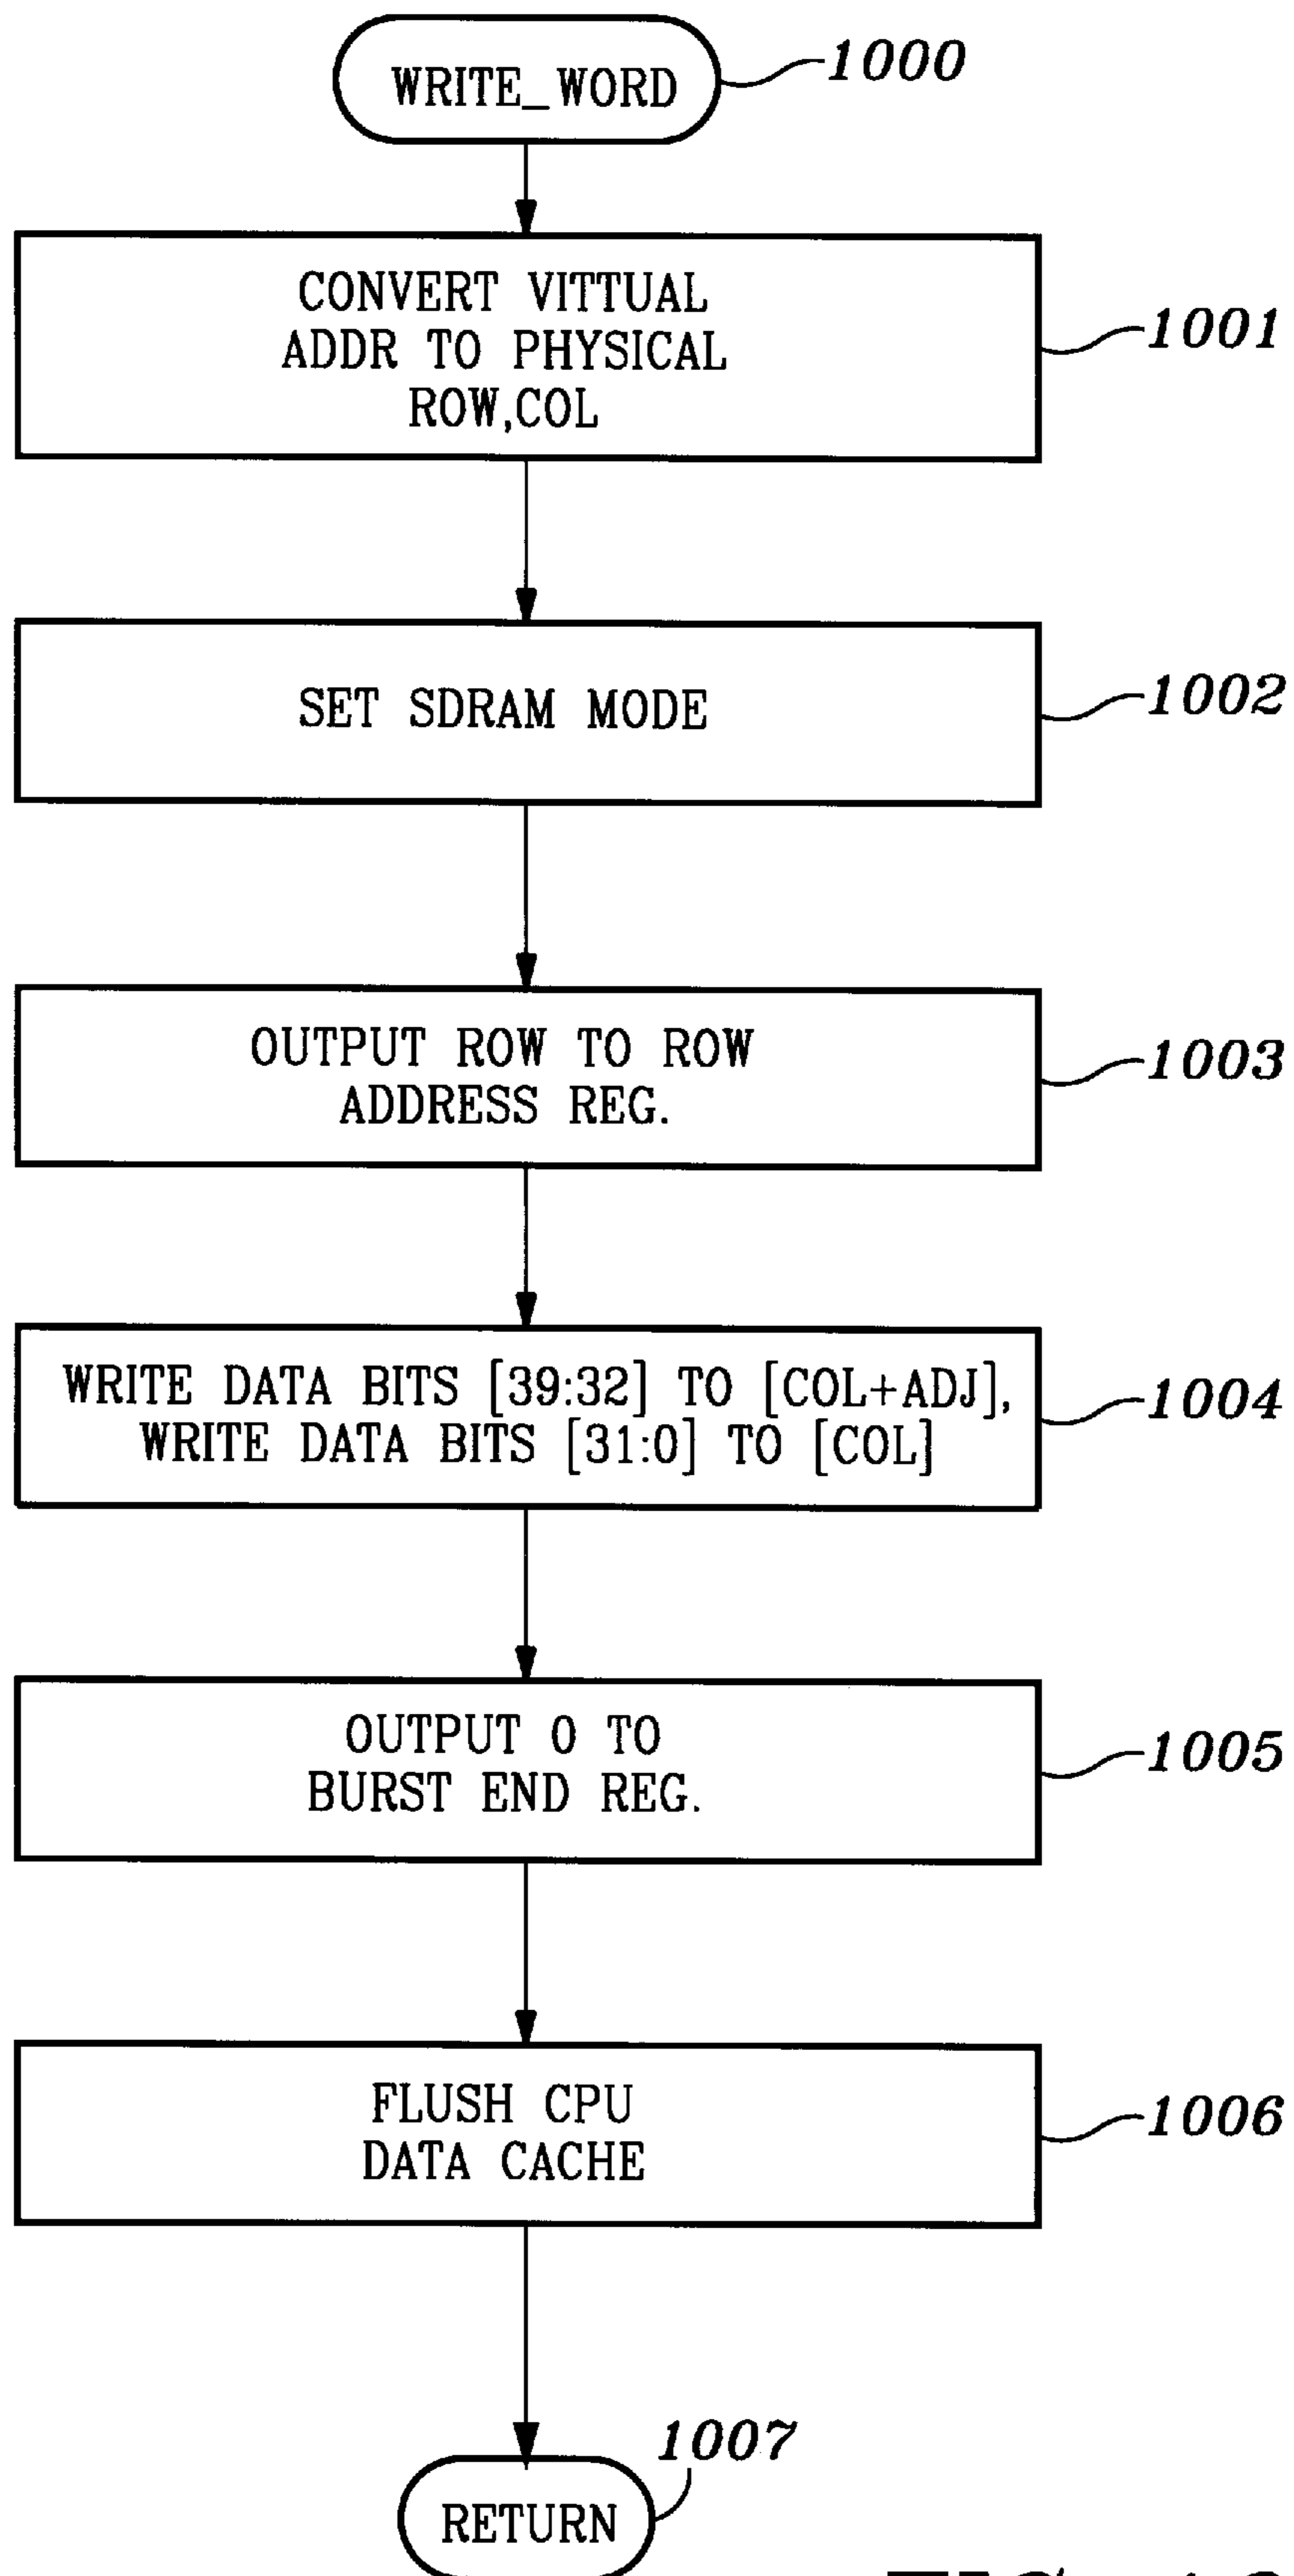 WRITE_WORD
1000
CONVERT VITTUAL
ADDR TO PHYSICAL
ROW,COL
1001
SET SDRAM MODE
1002
OUTPUT ROW TO ROW
ADDRESS REG.
1003
WRITE DATA BITS [39:32] TO [COL+ADJ],
WRITE DATA BITS [31:0] TO [COL]
1004
OUTPUT 0 TO
BURST END REG.
1005
FLUSH CPU
DATA CACHE
1006
1007
RETURN